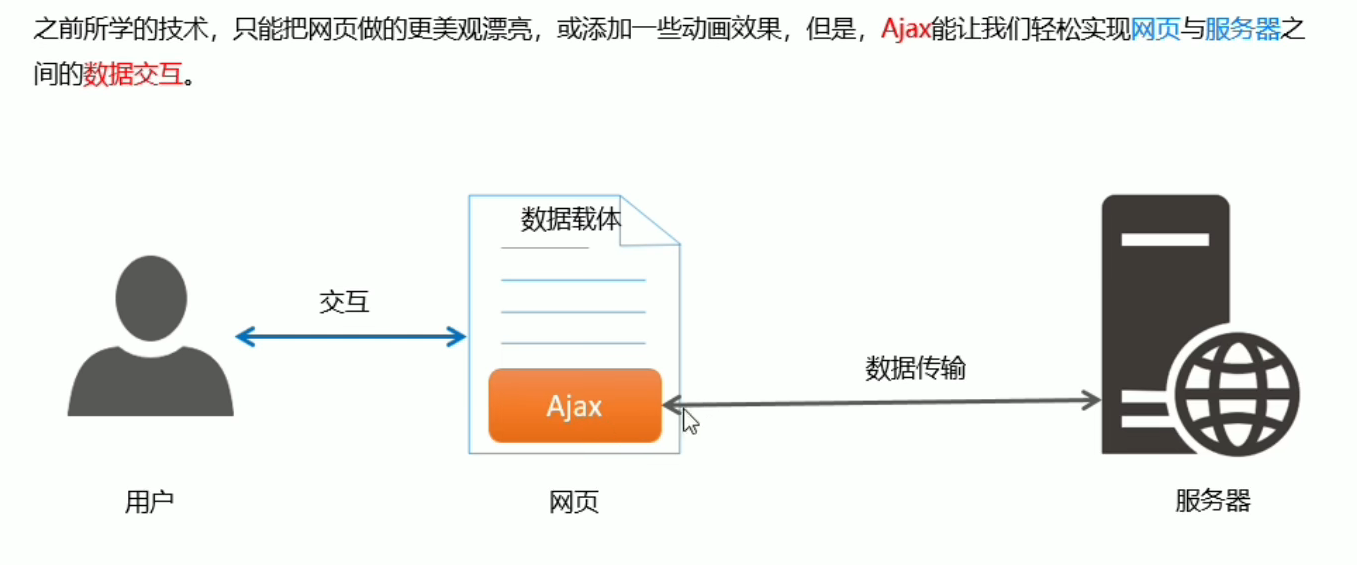 之前所学的技术，只能把网页做的更美观漂亮，或添加一些动画效果，但是，Ajax能让我们轻松实现网页与服务器之
间的数据交互。
数据载体
交互
数据传输
Ajax
用户
网页
服务器